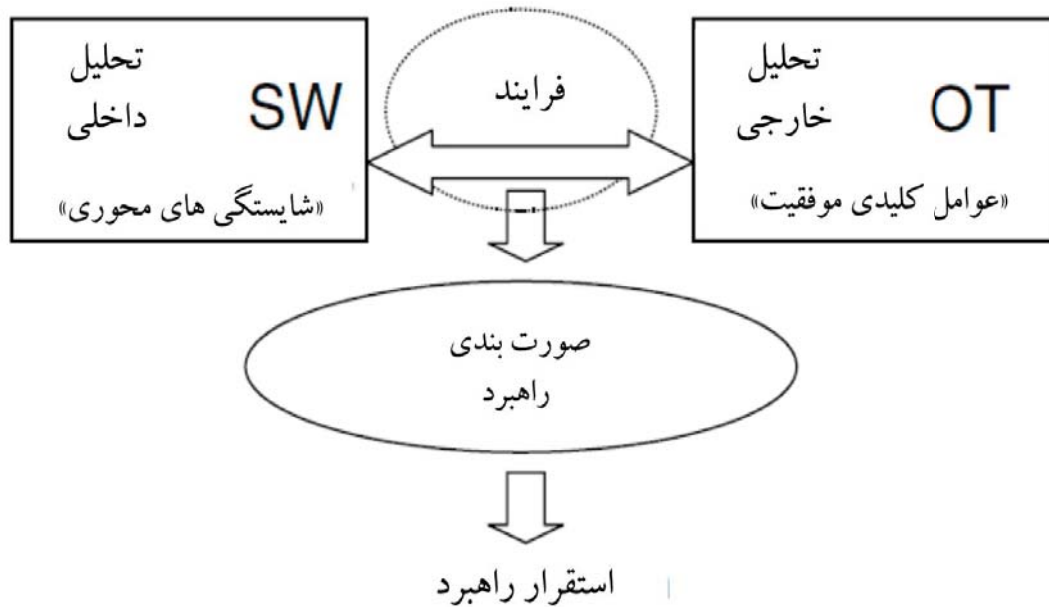 تحلیل
خارجی
OT
«عوامل کلیدی موفقیت»
فرایند
تحلیل
داخلی
SW
«شایستگی های محوری»
صورت بندی
راهبرد
استقرار راهبرد